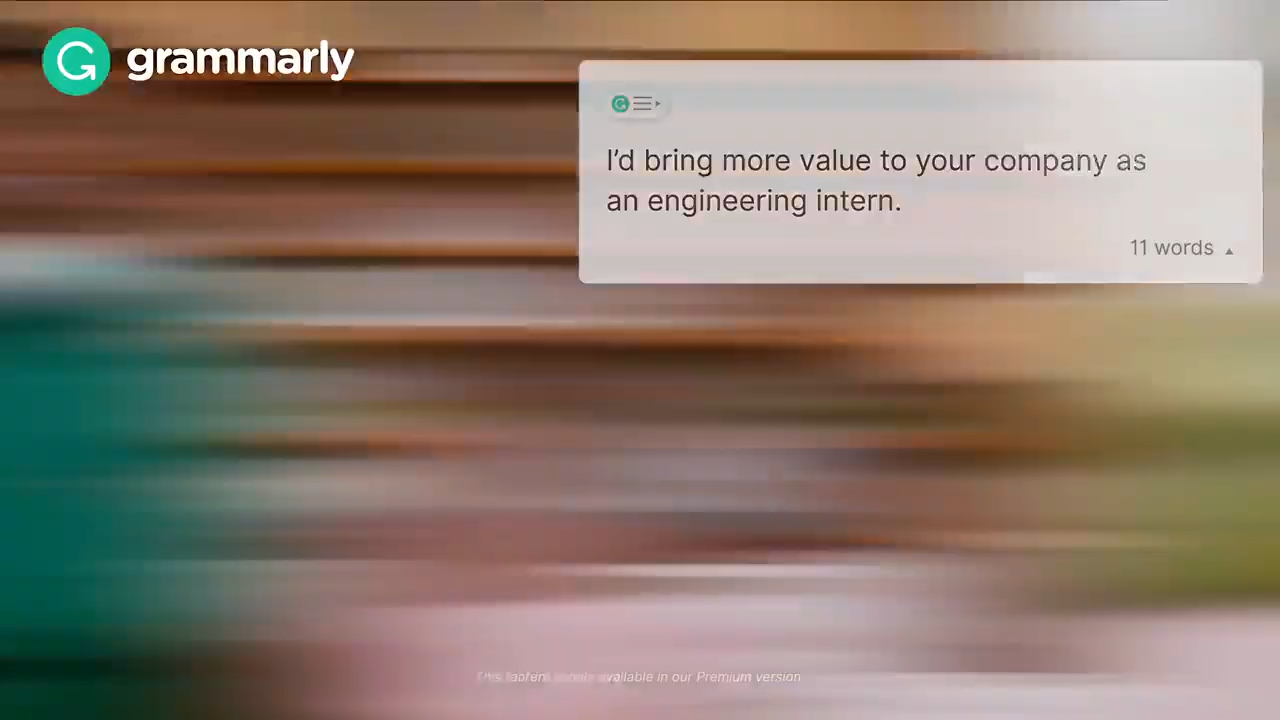 grammarly
I’d bring more value to your company as
an engineering intern.
11 words
available in our Premium version